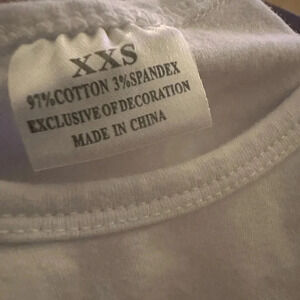 XXS
97%COTTON 3%SPANDEX
EXCLUSIVE OF DECORATION
MADE IN CHINA